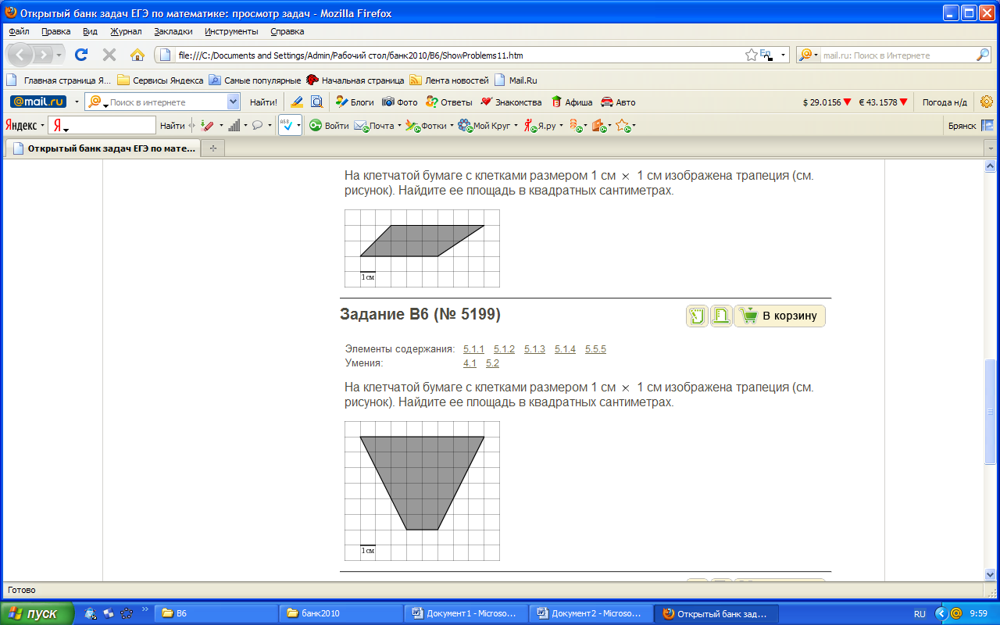 Открытый банк задач ЕГЭ по математике: просмотр задач - Mozilla Firefox
Файл Правка Вид Журнал Закладки Инструменты Справка
file:///C:/Documents and Settings/Admin/Рабочий стол/банк2010/В6/ShowProblems11.htm
mail.ru: Поиск в Интернете
Главная страница Я... Сервисы Яндекса Самые популярные Начальная страница Лента новостей Mail.Ru
@mail.ru Поиск в интернете Найти! Блоги Фото Ответы Знакомства Афиша Авто $ 29.0156 € 43.1578 Погода н/д
Яндекс Я Найти Войти Почта Фотки Мой Круг Я.ру Брянск
Открытый банк задач ЕГЭ по мате...
На клетчатой бумаге с клетками размером 1 см × 1 см изображена трапеция (см.
рисунок). Найдите ее площадь в квадратных сантиметрах.
1 см
Задание B6 (№ 5199)
В корзину
Элементы содержания: 5.1.1 5.1.2 5.1.3 5.1.4 5.5.5
Умения: 4.1 5.2
На клетчатой бумаге с клетками размером 1 см × 1 см изображена трапеция (см.
рисунок). Найдите ее площадь в квадратных сантиметрах.
1 см
Готово
пуск В6 банк2010 Документ1 - Microso... Документ2 - Microso... Открытый банк зад... RU 9:59